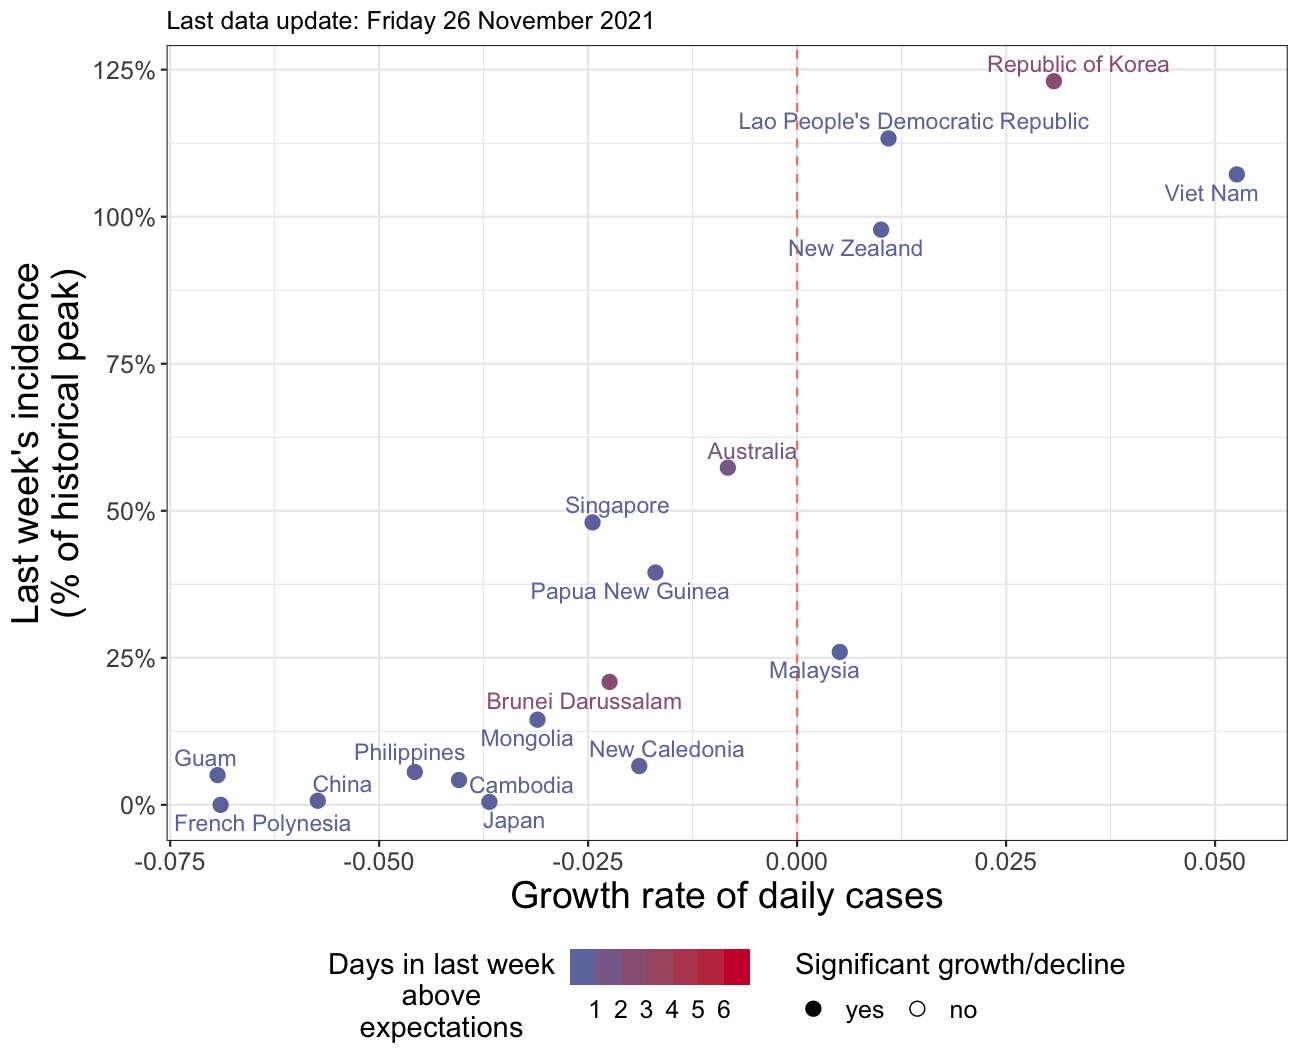 Last data update: Friday 26 November 2021
Last week's incidence
(% of historical peak)
125%
100%
75%
50%
25%
0%
Republic of Korea
Lao People's Democratic Republic
Viet Nam
New Zealand
Australia
Singapore
Papua New Guinea
Malaysia
Brunei Darussalam
Mongolia
New Caledonia
Philippines
Guam
China
Cambodia
French Polynesia
Japan
-0.075 -0.050 -0.025 0.000 0.025 0.050
Growth rate of daily cases
Days in last week
above
expectations
1 2 3 4 5 6
Significant growth/decline
yes no